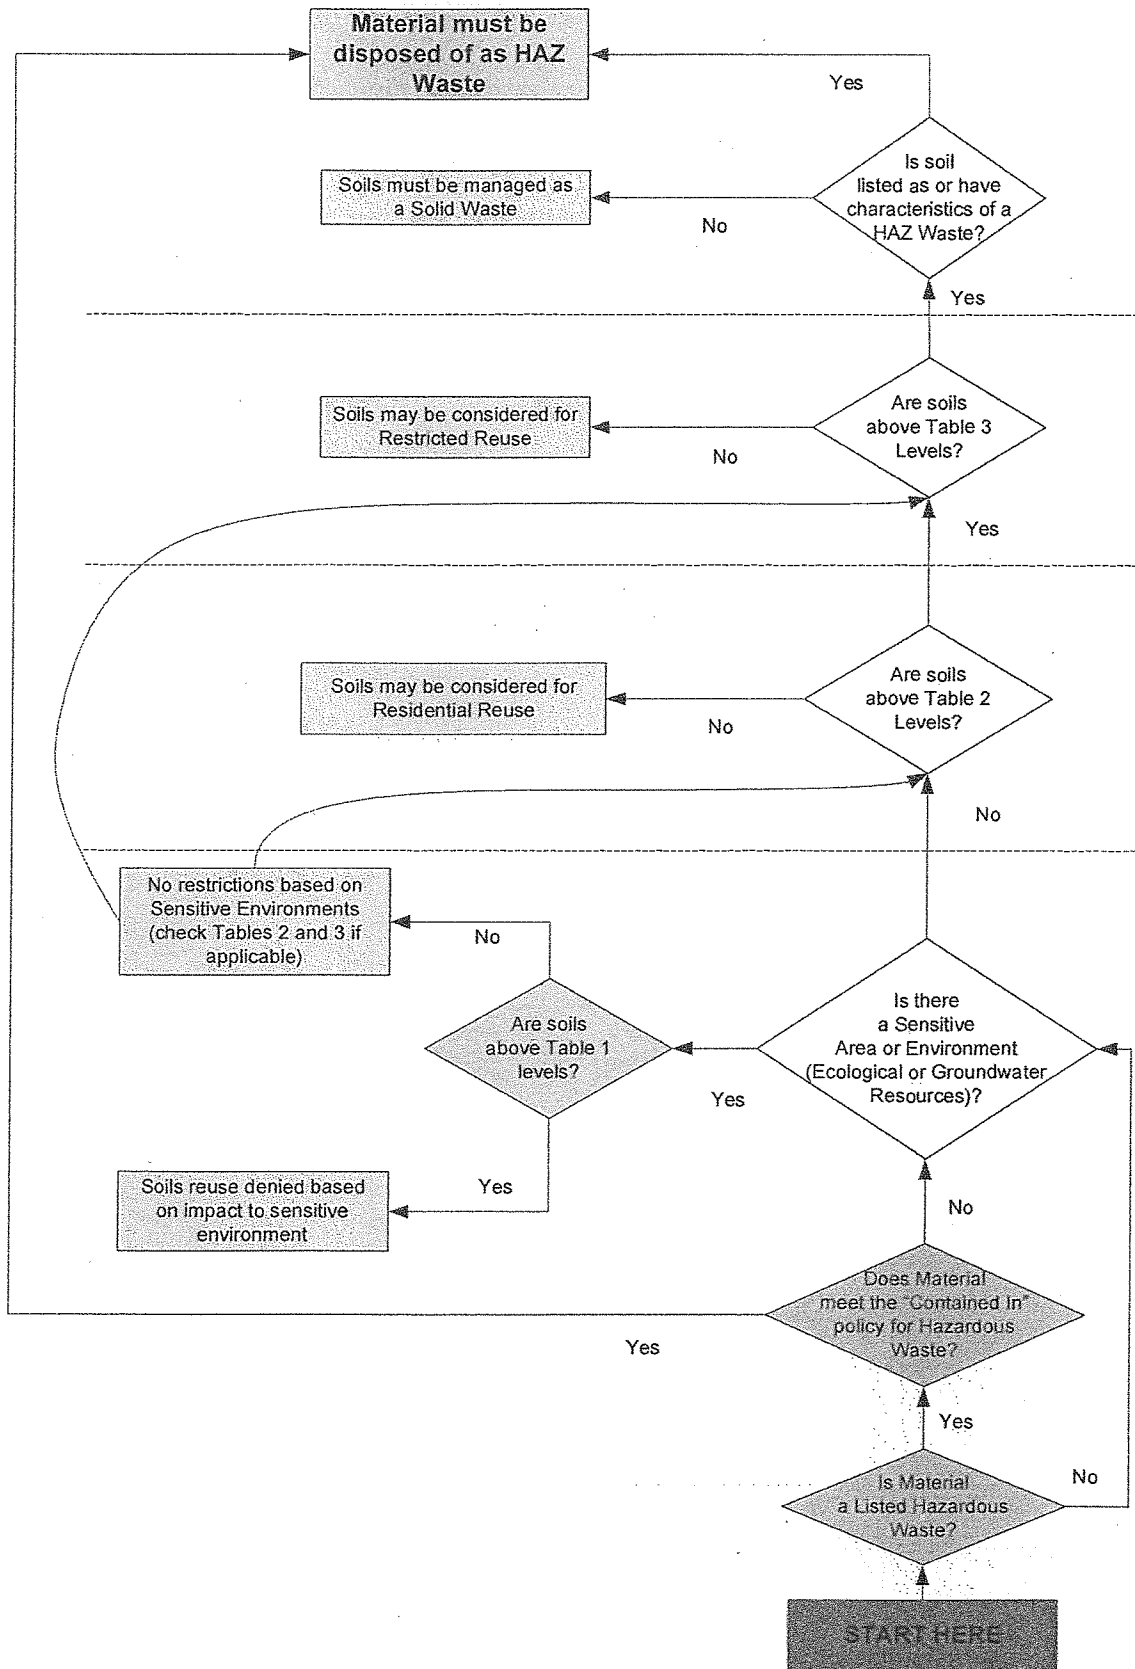 Material must be
disposed of as HAZ
Waste
Yes
Is soil
listed as or have
characteristics of a
HAZ Waste?
Soils must be managed as
a Solid Waste
No
Yes
Are soils
above Table 3
Levels?
Soils may be considered for
Restricted Reuse
No
Yes
Are soils
above Table 2
Levels?
Soils may be considered for
Residential Reuse
No
No
No restrictions based on
Sensitive Environments
(check Tables 2 and 3 if
applicable)
No
Is there
a Sensitive
Area or Environment
(Ecological or Groundwater
Resources)?
Are soils
above Table 1
levels?
Yes
Yes
Soils reuse denied based
on impact to sensitive
environment
No
Does Material
meet the "Contained In"
policy for Hazardous
Waste?
Yes
Yes
No
Is Material
a Listed Hazardous
Waste?
START HERE